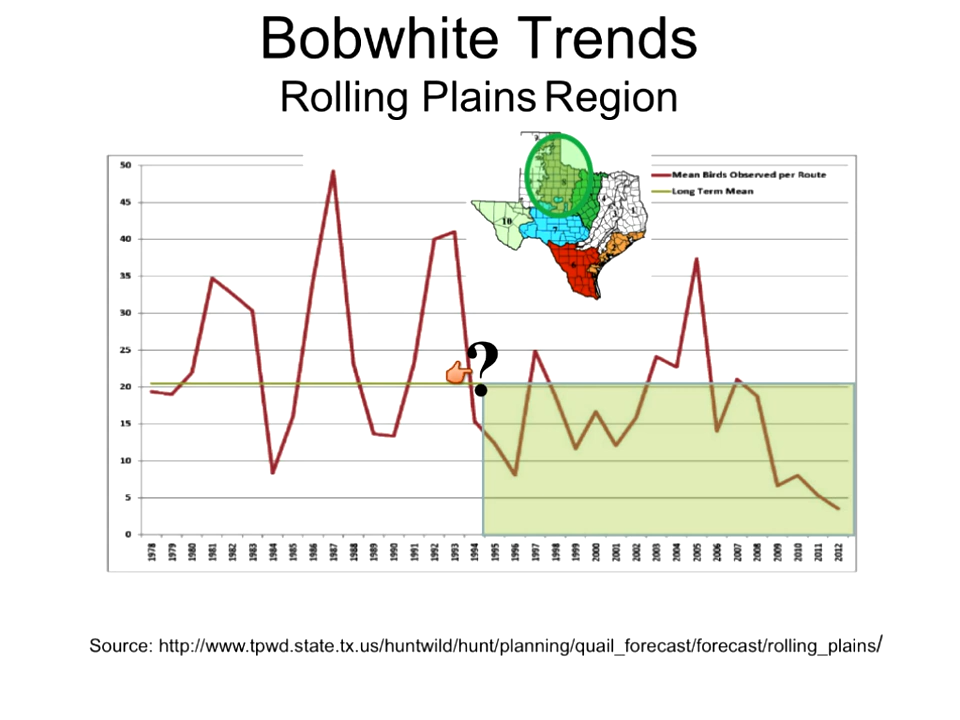 Bobwhite Trends
Rolling Plains Region
50
45
40
35
30
25
20
15
10
5
0
Mean Birds Observed per Route
Long Term Mean
10
7
?
1978 1979 1980 1981 1982 1983 1984 1985 1986 1987 1988 1989 1990 1991 1992 1993 1994 1995 1996 1997 1998 1999 2000 2001 2002 2003 2004 2005 2006 2007 2008 2009 2010 2011 2012
Source: http://www.tpwd.state.tx.us/huntwild/hunt/planning/quail_forecast/forecast/rolling_plains/